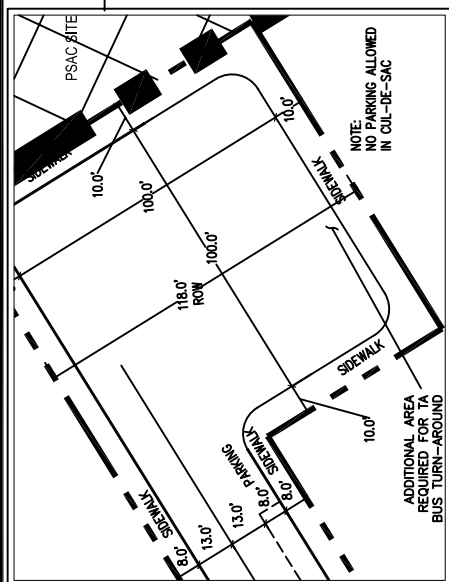 PSAC SITE
SIDEWALK
10.0'
100.0'
10.0'
NOTE:
NO PARKING ALLOWED
IN CUL-DE-SAC
SIDEWALK
100.0'
118.0'
ROW
SIDEWALK
10.0'
ADDITIONAL AREA
REQUIRED FOR TA
BUS TURN-AROUND
SIDEWALK
PARKING
SIDEWALK
8.0'
13.0'
13.0'
8.0'
8.0'